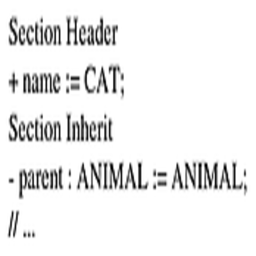 Section Header
+ name := CAT;
Section Inherit
- parent : ANIMAL := ANIMAL;
// ...